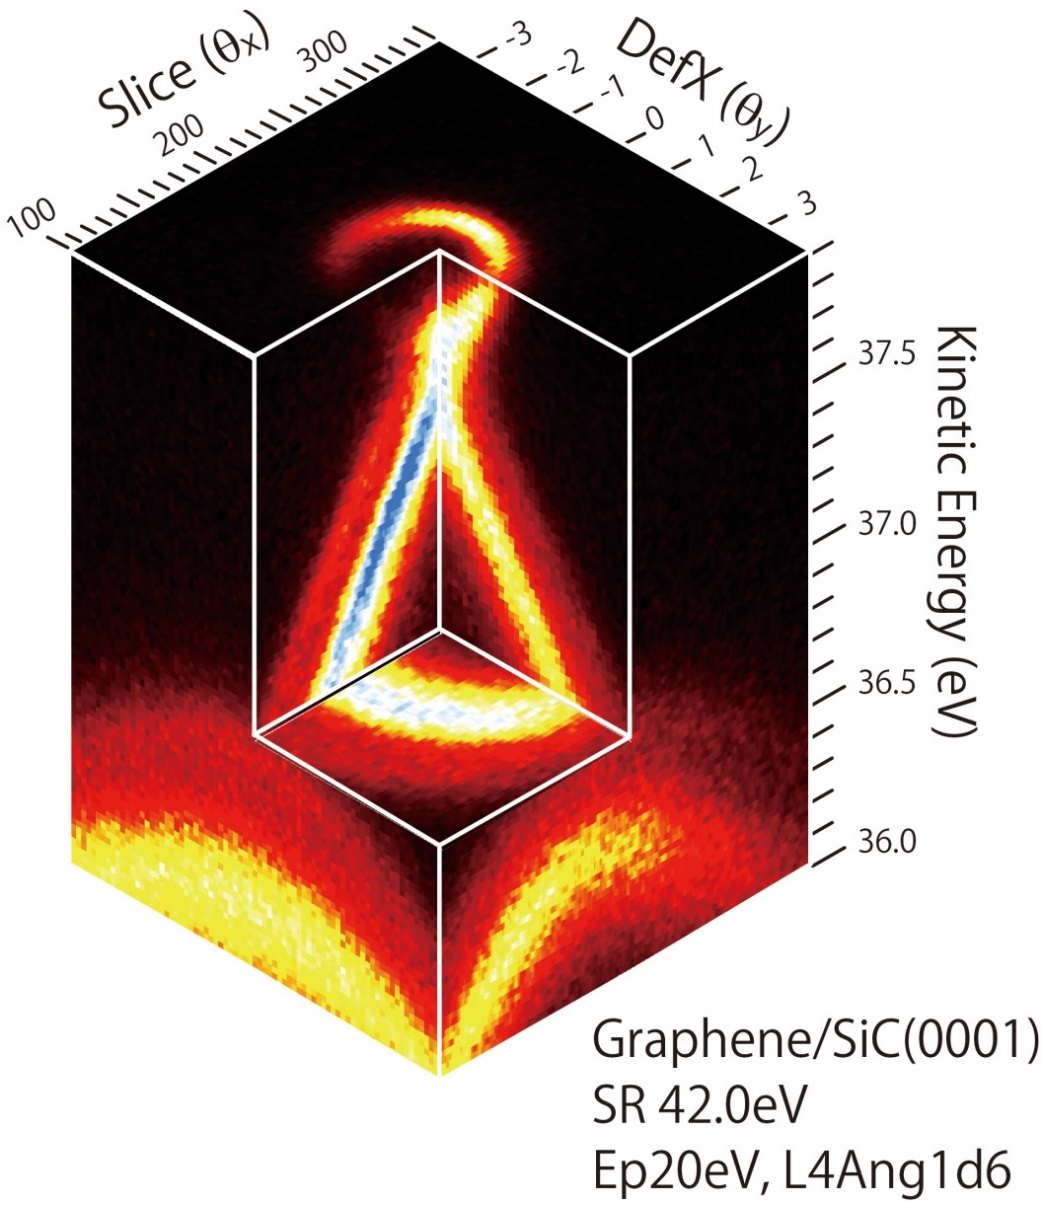 Slice (θx)
100
200
300
DefX (θy)
-3
-2
-1
0
1
2
3
Kinetic Energy (eV)
37.5
37.0
36.5
36.0
Graphene/SiC(0001)
SR 42.0eV
Ep20eV, L4Ang1d6